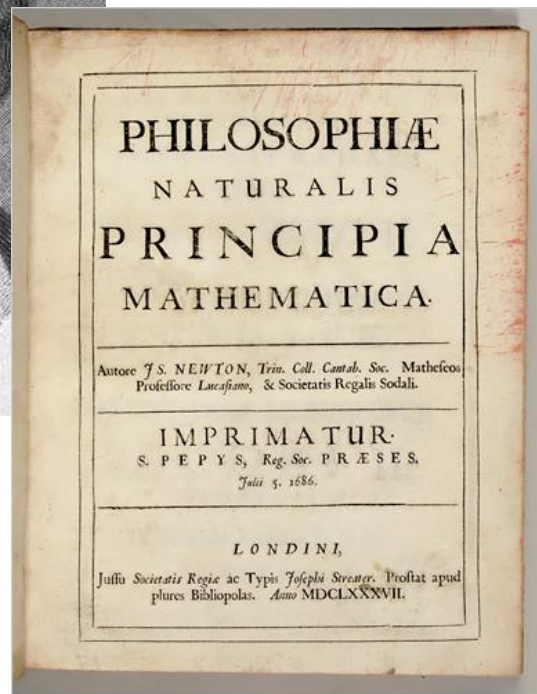 PHILOSOPHIÆ
NATURALIS
PRINCIPIA
MATHEMATICA.
Autore J S. NEWTON, Trin. Coll. Cantab. Soc. Matheseos
Professore Lucasiano, & Societatis Regalis Sodali.
IMPRIMATUR.
S. PEPYS, Reg. Soc. PRÆSES.
Julii 5. 1686.
LONDINI,
Jussu Societatis Regiæ ac Typis Josephi Streater. Prostat apud
plures Bibliopolas. Anno MDCLXXXVII.